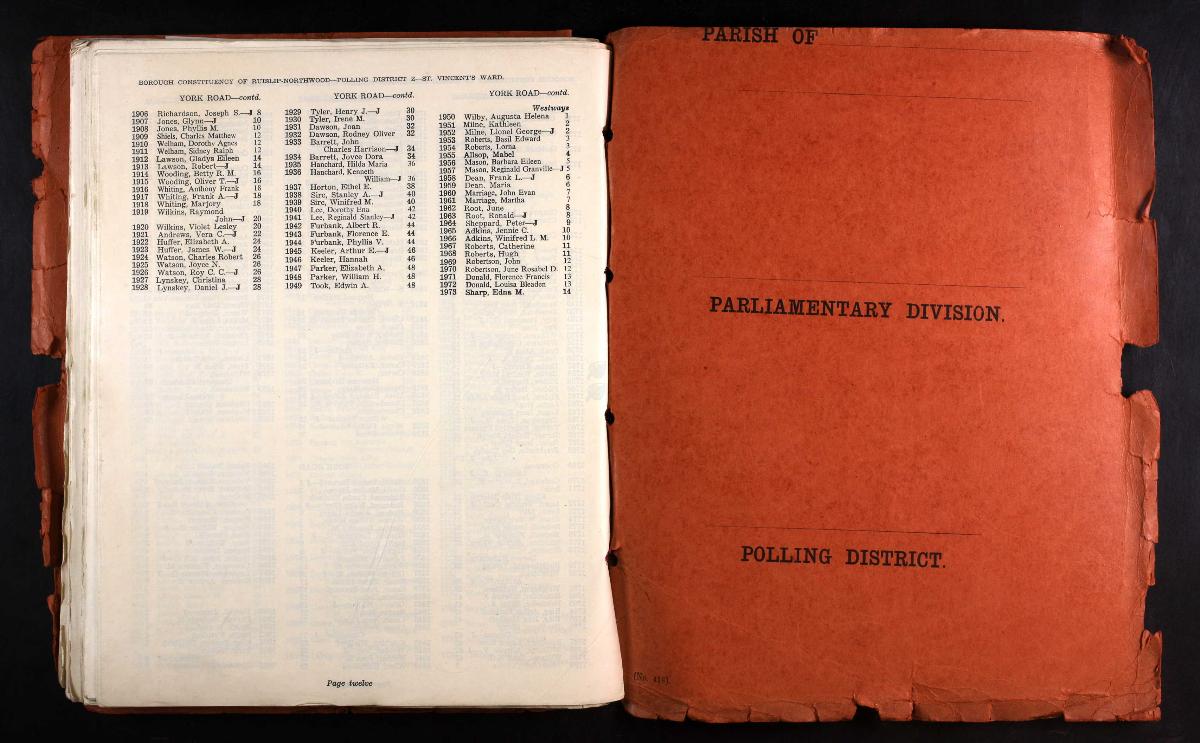 BOROUGH CONSTITUENCY OF RUISLIP-NORTHWOOD—POLLING DISTRICT Z—ST. VINCENT'S WARD.
YORK ROAD—contd.
1906 Richardson, Joseph S.—J 8
1907 Jones, Glyne—J 10
1908 Jones, Phyllis M. 10
1909 Shiels, Charles Matthew 12
1910 Welham, Dorothy Agnes 12
1911 Welham, Sidney Ralph 12
1912 Lawson, Gladys Eileen 14
1913 Lawson, Robert—J 14
1914 Wooding, Betty R. M. 16
1915 Wooding, Oliver T.—J 16
1916 Whiting, Anthony Frank 18
1917 Whiting, Frank A.—J 18
1918 Whiting, Marjory 18
1919 Wilkins, Raymond
John—J 20
1920 Wilkins, Violet Lesley 20
1921 Andrews, Vera C.—J 22
1922 Huffer, Elizabeth A. 24
1923 Huffer, James W.—J 24
1924 Watson, Charles Robert 26
1925 Watson, Joyce N. 26
1926 Watson, Roy C. C.—J 26
1927 Lynskey, Christina 28
1928 Lynskey, Daniel J.—J 28
YORK ROAD—contd.
1929 Tyler, Henry J.—J 30
1930 Tyler, Irene M. 30
1931 Dawson, Joan 32
1932 Dawson, Rodney Oliver 32
1933 Barrett, John
Charles Harrison—J 34
1934 Barrett, Joyce Dora 34
1935 Hanchard, Hilda Maria 36
1936 Hanchard, Kenneth
William—J 36
1937 Horton, Ethel E. 38
1938 Sirc, Stanley A.—J 40
1939 Sirc, Winifred M. 40
1940 Lee, Dorothy Ena 42
1941 Lee, Reginald Stanley—J 42
1942 Furbank, Albert R. 44
1943 Furbank, Florence E. 44
1944 Furbank, Phyllis V. 44
1945 Keeler, Arthur E.—J 46
1946 Keeler, Hannah 46
1947 Parker, Elizabeth A. 48
1948 Parker, William H. 48
1949 Took, Edwin A. 48
YORK ROAD—contd.
Westways
1950 Wilby, Augusta Helena 1
1951 Milne, Kathleen 2
1952 Milne, Lionel George—J 2
1953 Roberts, Basil Edward 3
1954 Roberts, Lorna 3
1955 Allsop, Mabel 4
1956 Mason, Barbara Eileen 5
1957 Mason, Reginald Granville—J 5
1958 Dean, Frank L.—J 6
1959 Dean, Maria 6
1960 Marriage, John Evan 7
1961 Marriage, Martha 7
1962 Root, June 8
1963 Root, Ronald—J 8
1964 Sheppard, Peter—J 9
1965 Adkins, Jennie C. 10
1966 Adkins, Winifred L. M. 10
1967 Roberts, Catherine 11
1968 Roberts, Hugh 11
1969 Robertson, John 12
1970 Robertson, June Rosabel D. 12
1971 Donald, Florence Francis 13
1972 Donald, Louisa Bleaden 13
1973 Sharp, Edna M. 14
Page twelve
PARISH OF
PARLIAMENTARY DIVISION.
POLLING DISTRICT.
(No.